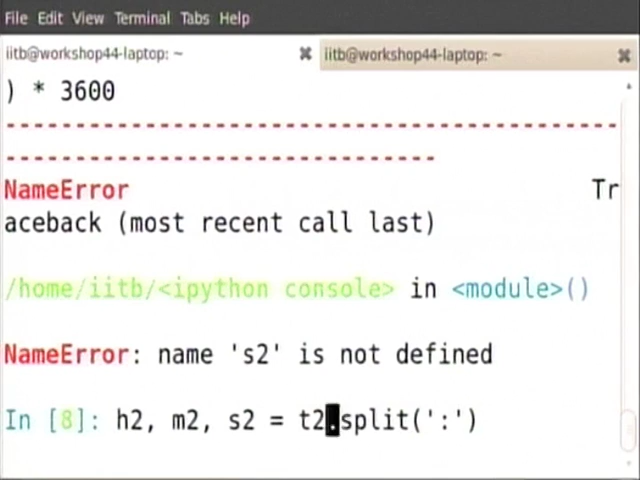 File Edit View Terminal Tabs Help
iitb@workshop44-laptop: ~ iitb@workshop44-laptop: ~
) * 3600
---------------------------------------------
--------------------------------
NameError Tr
aceback (most recent call last)
/home/iitb/<ipython console> in <module>()
NameError: name 's2' is not defined
In [8]: h2, m2, s2 = t2.split(':')